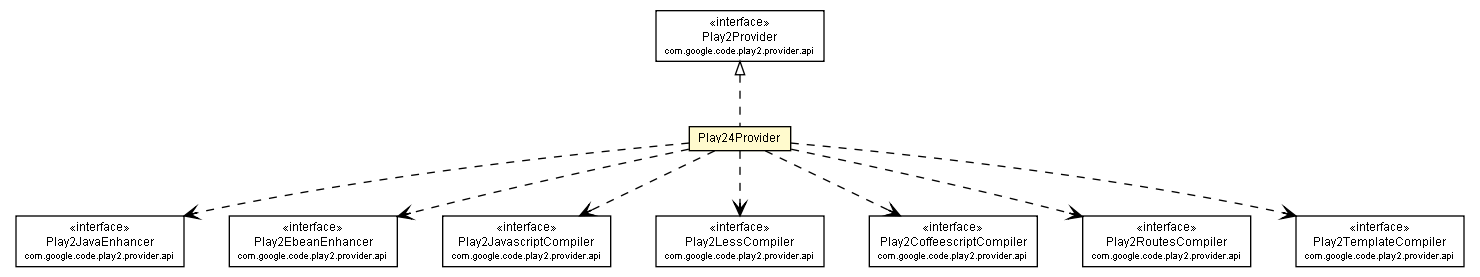 «interface»
Play2Provider
com.google.code.play2.provider.api
Play24Provider
«interface»
Play2JavaEnhancer
com.google.code.play2.provider.api
«interface»
Play2EbeanEnhancer
com.google.code.play2.provider.api
«interface»
Play2JavascriptCompiler
com.google.code.play2.provider.api
«interface»
Play2LessCompiler
com.google.code.play2.provider.api
«interface»
Play2CoffeescriptCompiler
com.google.code.play2.provider.api
«interface»
Play2RoutesCompiler
com.google.code.play2.provider.api
«interface»
Play2TemplateCompiler
com.google.code.play2.provider.api